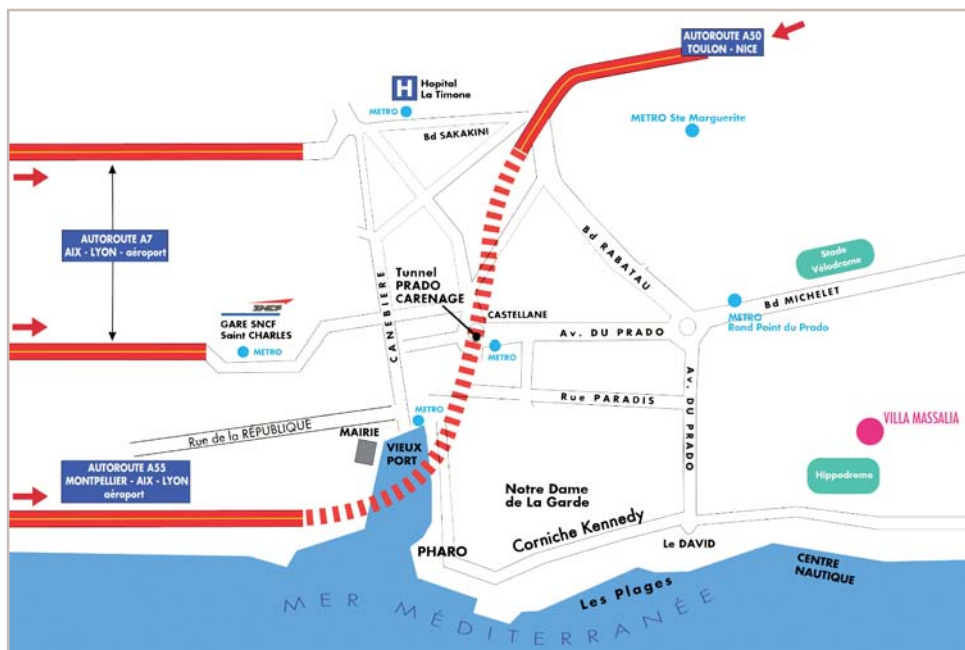 AUTOROUTE A50
TOULON - NICE
H
Hopital
La Timone
METRO
Bd SAKAKINI
METRO Ste Marguerite
AUTOROUTE A7
AIX - LYON - aéroport
Bd RABATAU
Stade
Vélodrome
Tunnel
PRADO
CARENAGE
Bd MICHELET
SNCF
GARE SNCF
Saint CHARLES
METRO
CANEBIERE
CASTELLANE
METRO
Av. DU PRADO
METRO
Rond Point du Prado
Av. DU PRADO
Rue PARADIS
METRO
VILLA MASSALIA
Rue de la RÉPUBLIQUE
MAIRIE
VIEUX
PORT
AUTOROUTE A55
MONTPELLIER - AIX - LYON
aéroport
Hippodrome
Notre Dame
de La Garde
Corniche Kennedy
PHARO
Le DAVID
CENTRE
NAUTIQUE
Les Plages
MER MÉDITERRANÉE